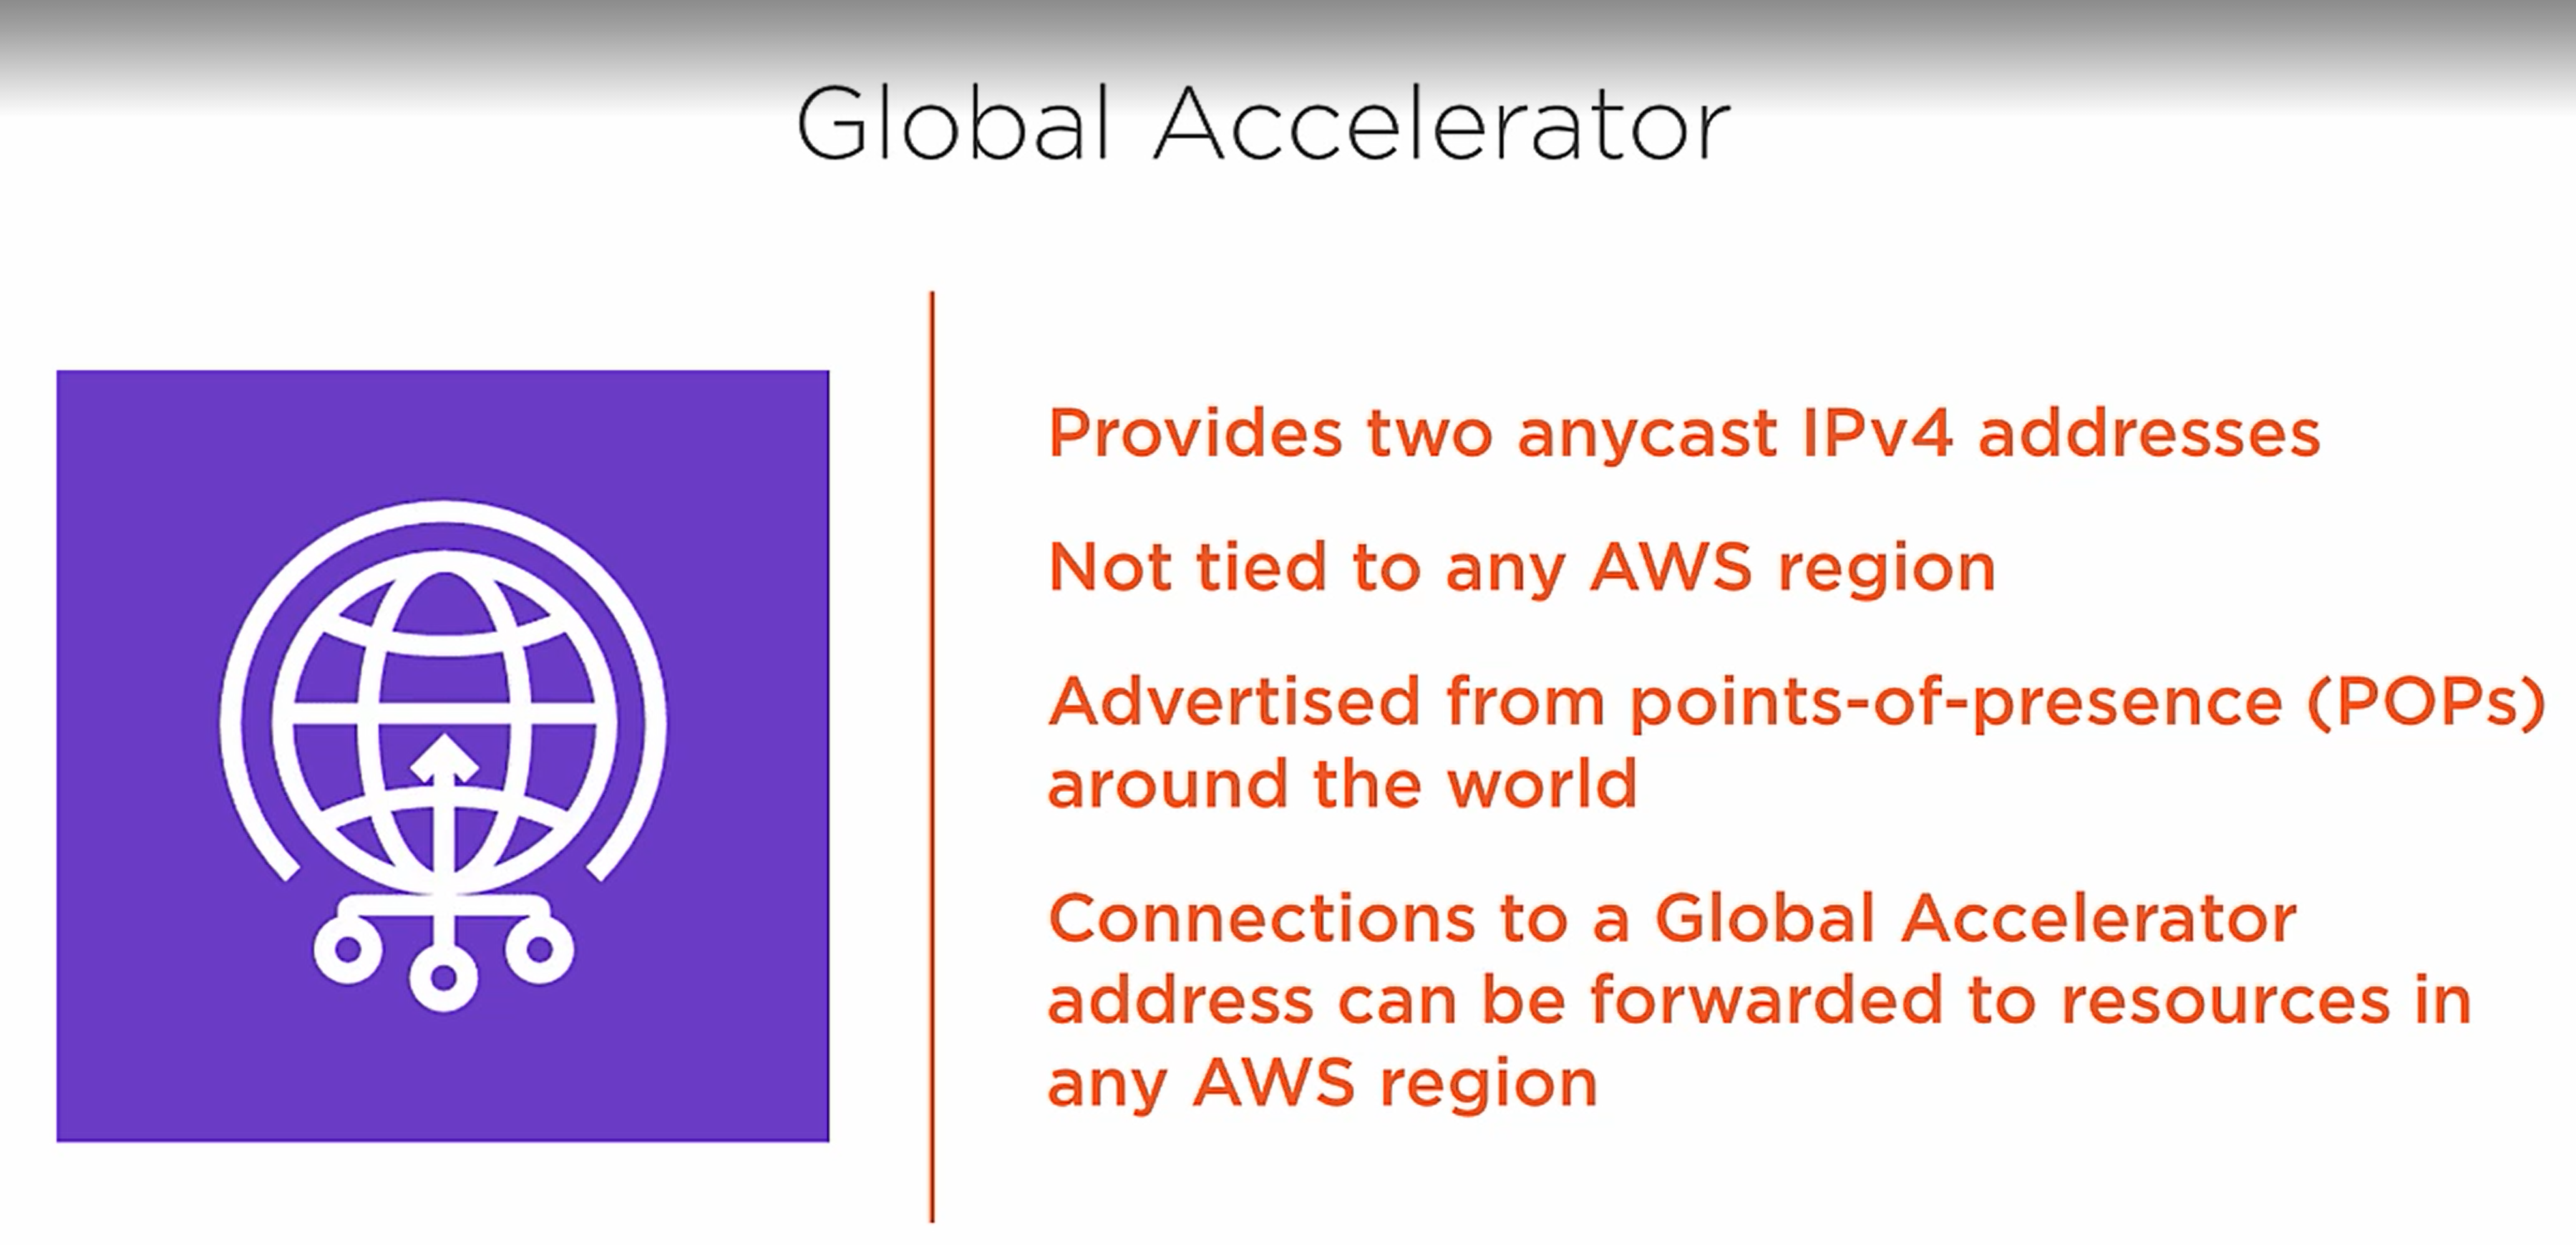 Global Accelerator
Provides two anycast IPv4 addresses
Not tied to any AWS region
Advertised from points-of-presence (POPs)
around the world
Connections to a Global Accelerator
address can be forwarded to resources in
any AWS region